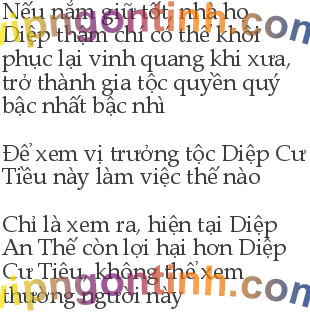 Nếu nắm giữ tốt, nhà họ
Diệp thậm chí có thể khôi
phục lại vinh quang khi xưa,
trở thành gia tộc quyền quý
bậc nhất bậc nhì
Để xem vị trưởng tộc Diệp Cư
Tiều này làm việc thế nào
Chỉ là xem ra, hiện tại Diệp
An Thế còn lợi hại hơn Diệp
Cư Tiêu, không thể xem
thường người này
vipngontinh.com
vipngontinh.com